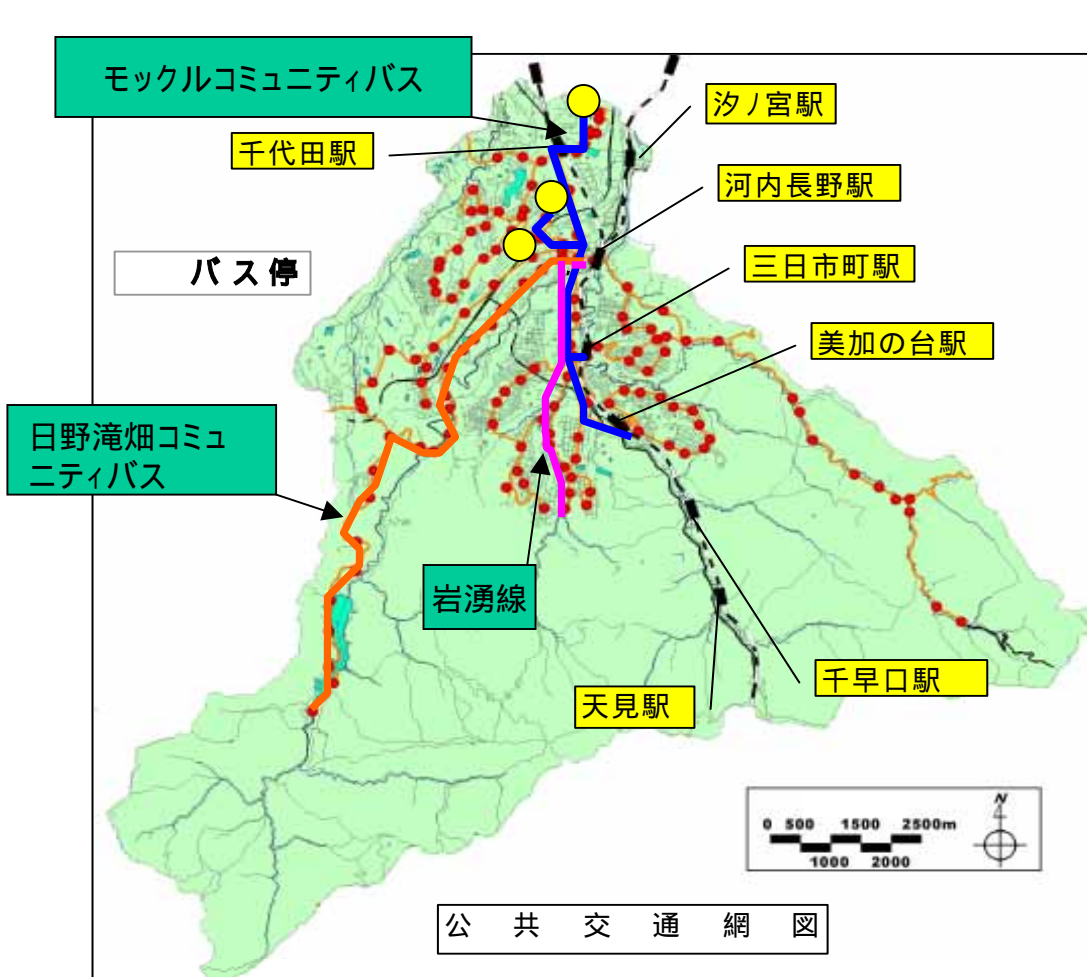 モックルコミュニティバス
千代田駅
汐ノ宮駅
河内長野駅
バス停
三日市町駅
美加の台駅
日野滝畑コミュ
ニティバス
岩湧線
千早口駅
天見駅
N
0 500 1500 2500m
1000 2000
公共交通網図